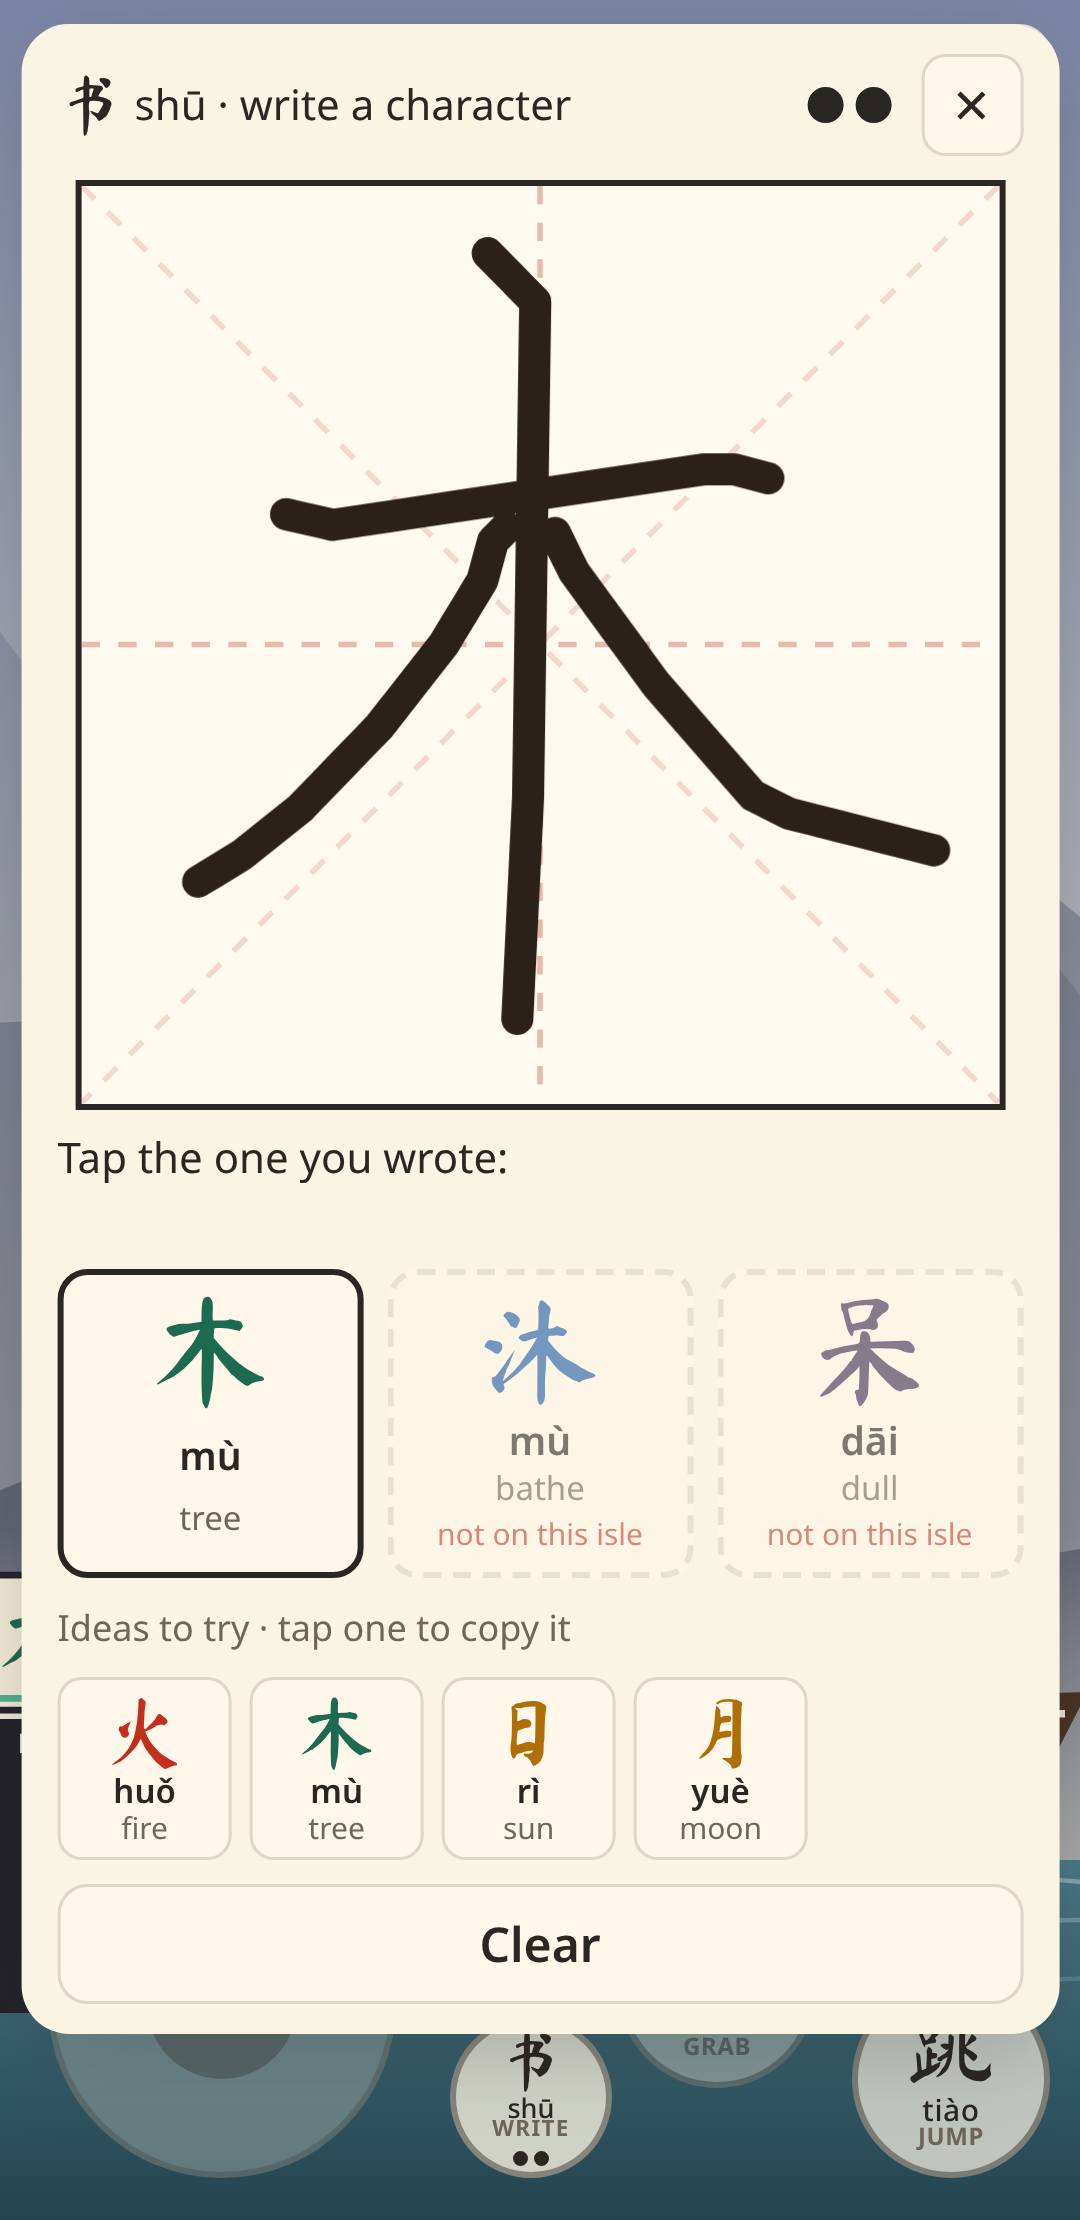 书 shū · write a character
木
Tap the one you wrote:
木 沐 呆
mù mù dāi
tree bathe dull
not on this isle not on this isle
Ideas to try · tap one to copy it
火 木 日 月
huǒ mù rì yuè
fire tree sun moon
Clear
书 GRAB 跳
shū tiào
WRITE JUMP